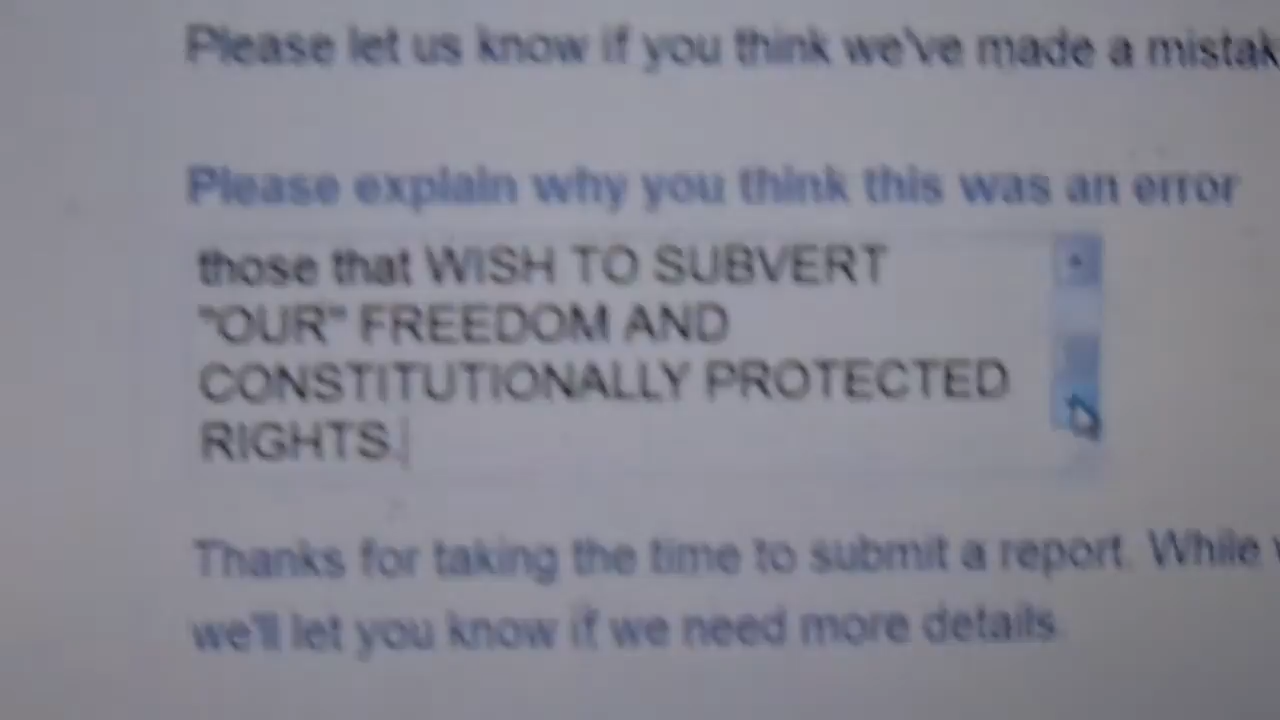 Please let us know if you think we've made a mistak
Please explain why you think this was an error
those that WISH TO SUBVERT
"OUR" FREEDOM AND
CONSTITUTIONALLY PROTECTED
RIGHTS.
Thanks for taking the time to submit a report. While
we'll let you know if we need more details.